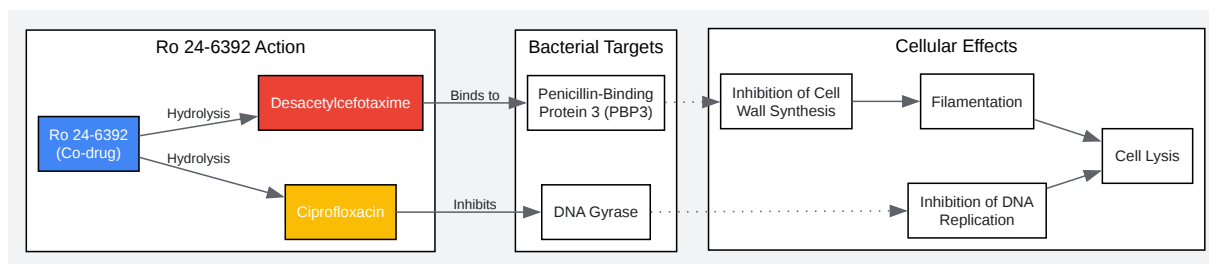 Ro 24-6392 Action
Bacterial Targets
Cellular Effects
Ro 24-6392
(Co-drug)
Hydrolysis
Hydrolysis
Desacetylcefotaxime
Ciprofloxacin
Binds to
Inhibits
Penicillin-Binding
Protein 3 (PBP3)
DNA Gyrase
Inhibition of Cell
Wall Synthesis
Filamentation
Inhibition of DNA
Replication
Cell Lysis